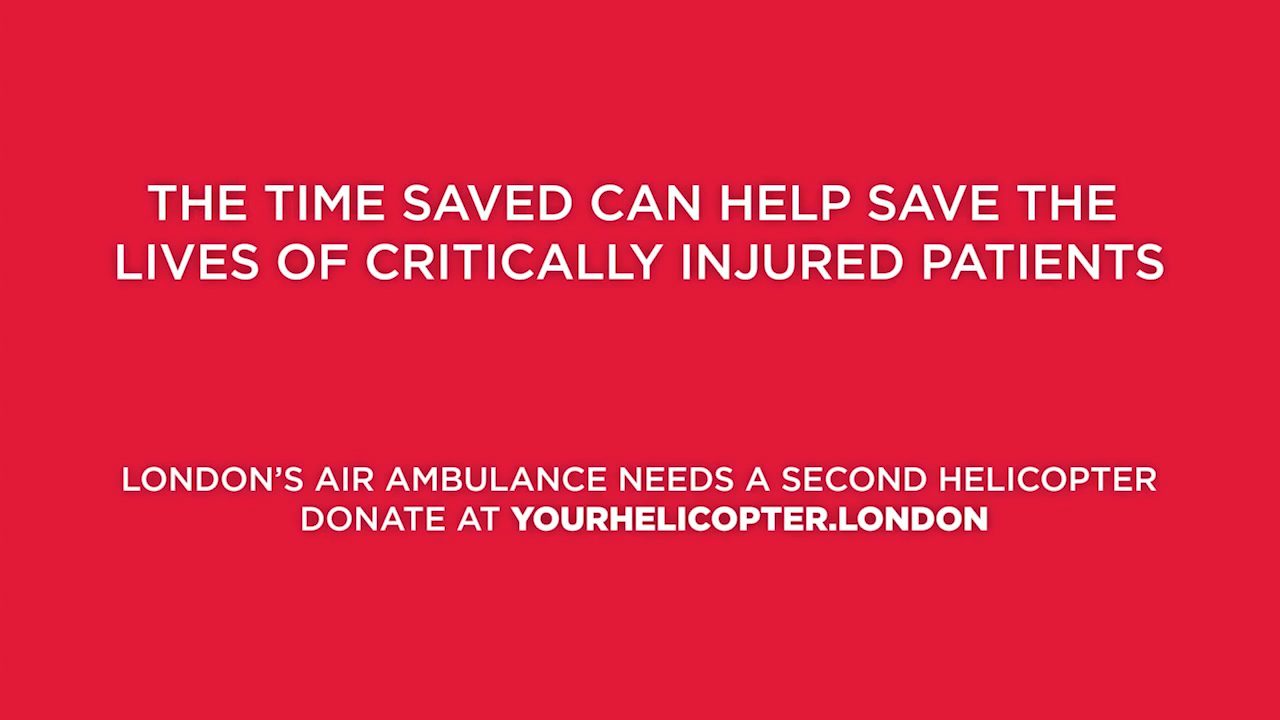 THE TIME SAVED CAN HELP SAVE THE
LIVES OF CRITICALLY INJURED PATIENTS
LONDON’S AIR AMBULANCE NEEDS A SECOND HELICOPTER
DONATE AT YOURHELICOPTER.LONDON